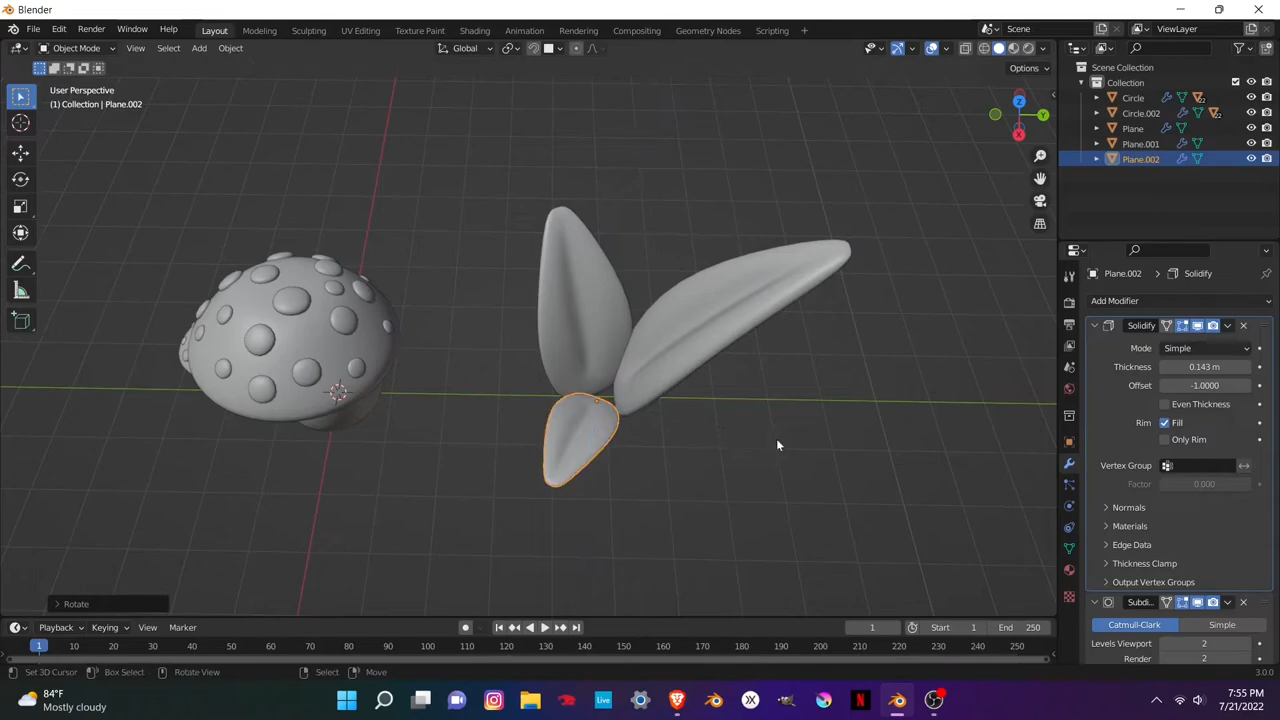 Blender
File Edit Render Window Help
Layout Modeling Sculpting UV Editing Texture Paint Shading Animation Rendering Compositing Geometry Nodes Scripting +
Scene
ViewLayer
Object Mode View Select Add Object
Global
Options
User Perspective
(1) Collection | Plane.002
Z
Y
X
Scene Collection
Collection
Circle
22
Circle.002
22
Plane
Plane.001
Plane.002
Plane.002 > Solidify
Add Modifier
Solidify
Mode Simple
Thickness 0.143 m
Offset -1.0000
Even Thickness
Rim Fill
Only Rim
Vertex Group
Factor 0.000
Normals
Materials
Edge Data
Thickness Clamp
Output Vertex Groups
Subdi...
Catmull-Clark Simple
Levels Viewport 2
Render 2
Rotate
Playback Keying View Marker
1 Start 1 End 250
1 10 20 30 40 50 60 70 80 90 100 110 120 130 140 150 160 170 180 190 200 210 220 230 240 250
Set 3D Cursor Box Select Rotate View Select Move
3.0.0
84°F
Mostly cloudy
Live
7:55 PM
7/21/2022